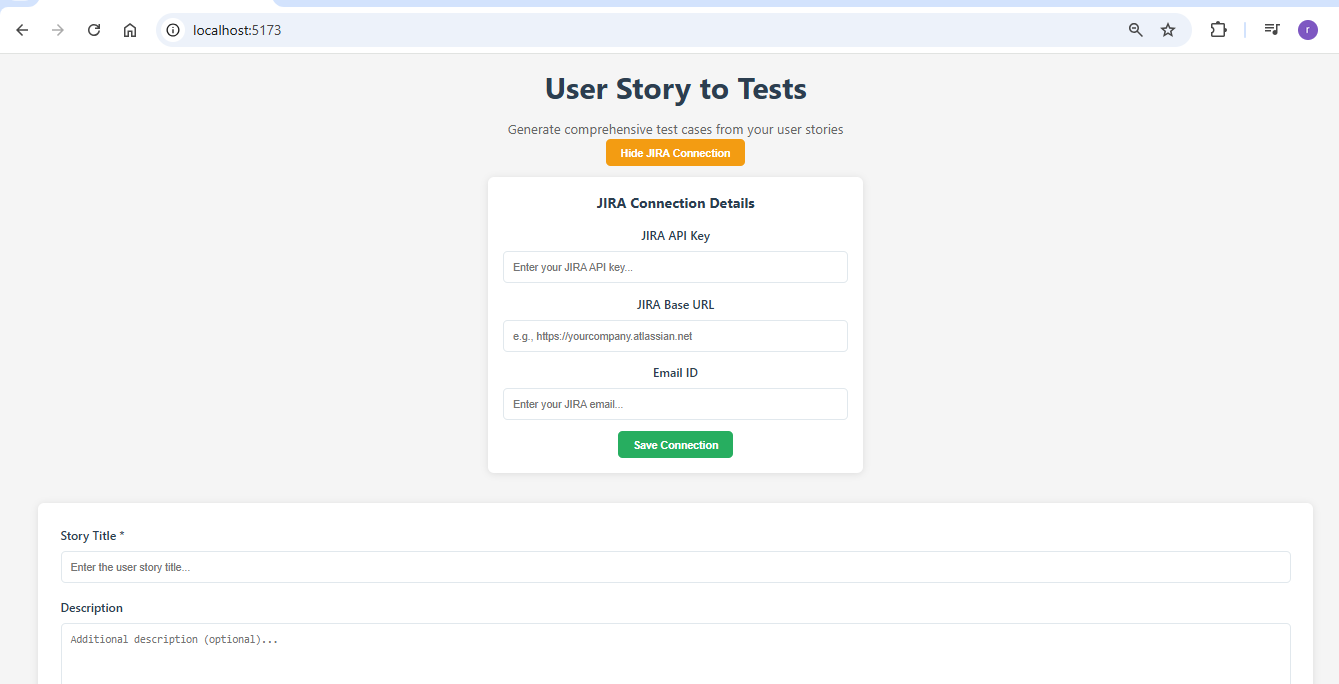 localhost:5173
r
User Story to Tests
Generate comprehensive test cases from your user stories
Hide JIRA Connection
JIRA Connection Details
JIRA API Key
Enter your JIRA API key...
JIRA Base URL
e.g., https://yourcompany.atlassian.net
Email ID
Enter your JIRA email...
Save Connection
Story Title *
Enter the user story title...
Description
Additional description (optional)...